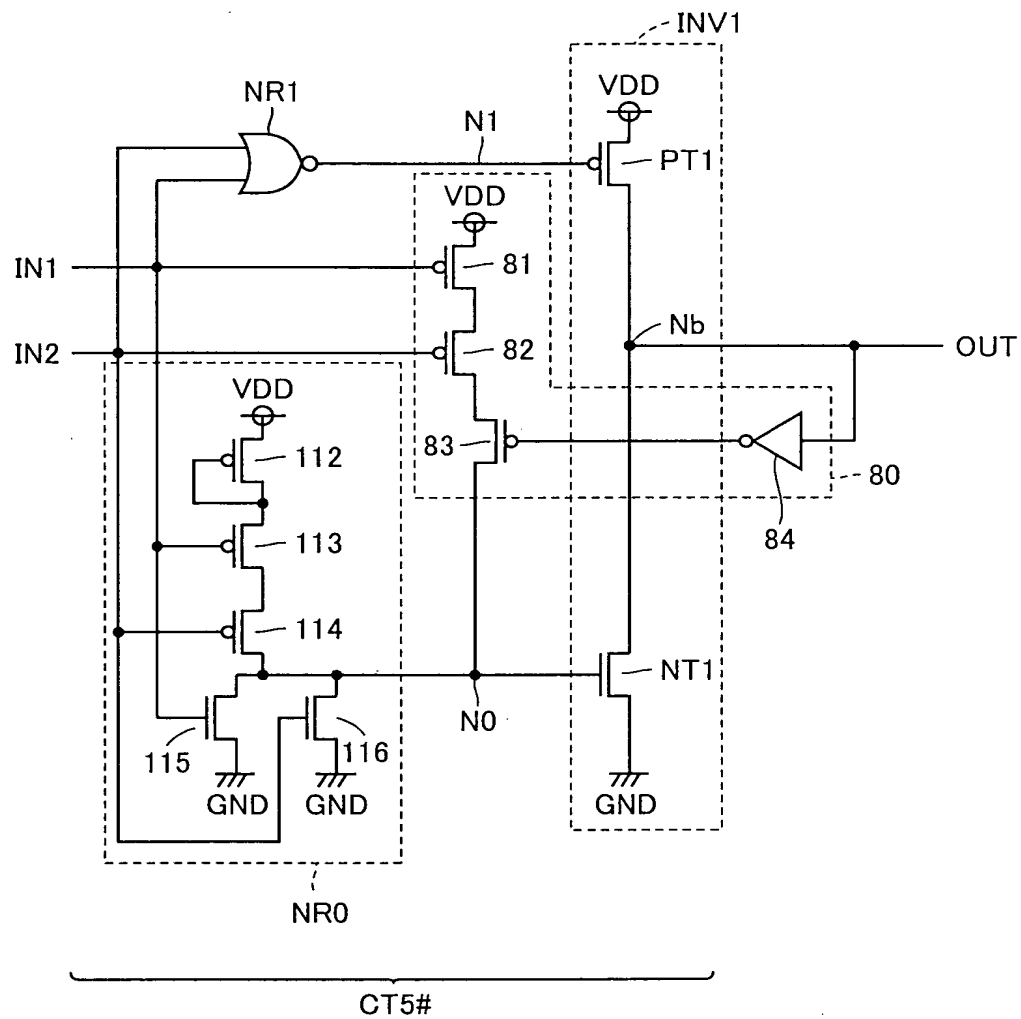 INV1
VDD
NR1
N1
PT1
VDD
IN1
81
Nb
IN2
82
OUT
VDD
83
112
80
84
113
114
NT1
N0
115
116
GND
GND
GND
NR0
CT5#